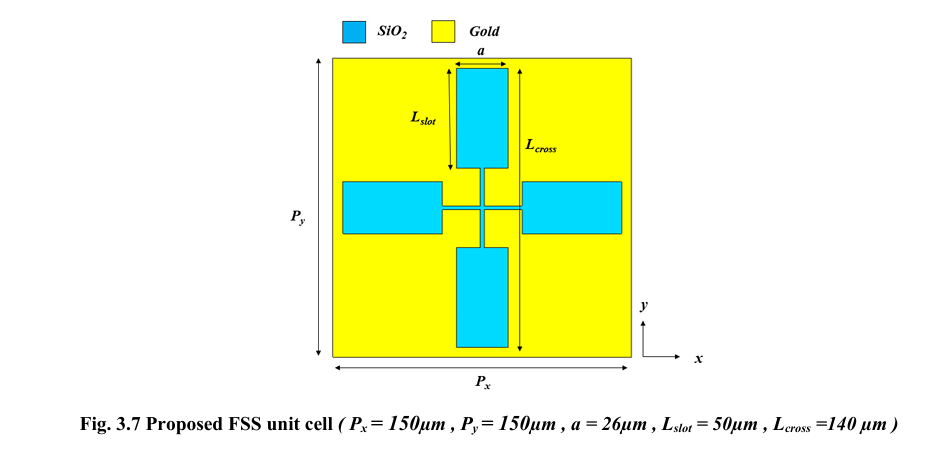 SiO2 Gold
a
Lslot
Lcross
Py
y
x
Px
Fig. 3.7 Proposed FSS unit cell ( Px = 150μm , Py = 150μm , a = 26μm , Lslot = 50μm , Lcross =140 μm )